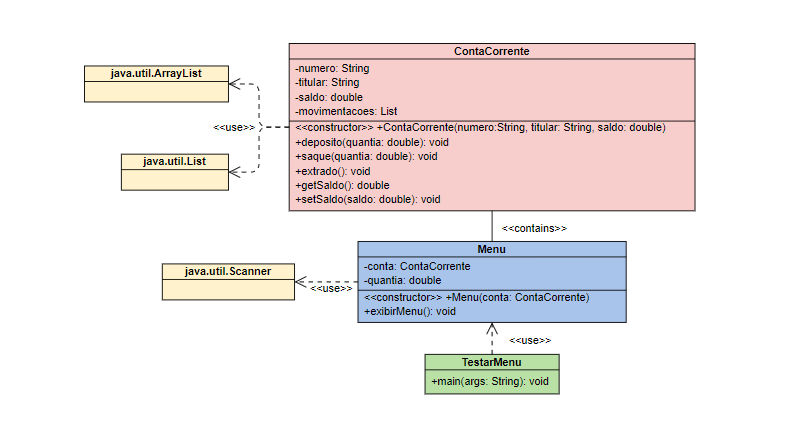 ContaCorrente
-numero: String
-titular: String
-saldo: double
-movimentacoes: List
<<constructor>> +ContaCorrente(numero:String, titular: String, saldo: double)
+deposito(quantia: double): void
+saque(quantia: double): void
+extrado(): void
+getSaldo(): double
+setSaldo(saldo: double): void
java.util.ArrayList
<<use>>
java.util.List
<<contains>>
Menu
-conta: ContaCorrente
-quantia: double
<<constructor>> +Menu(conta: ContaCorrente)
+exibirMenu(): void
java.util.Scanner
<<use>>
<<use>>
TestarMenu
+main(args: String): void